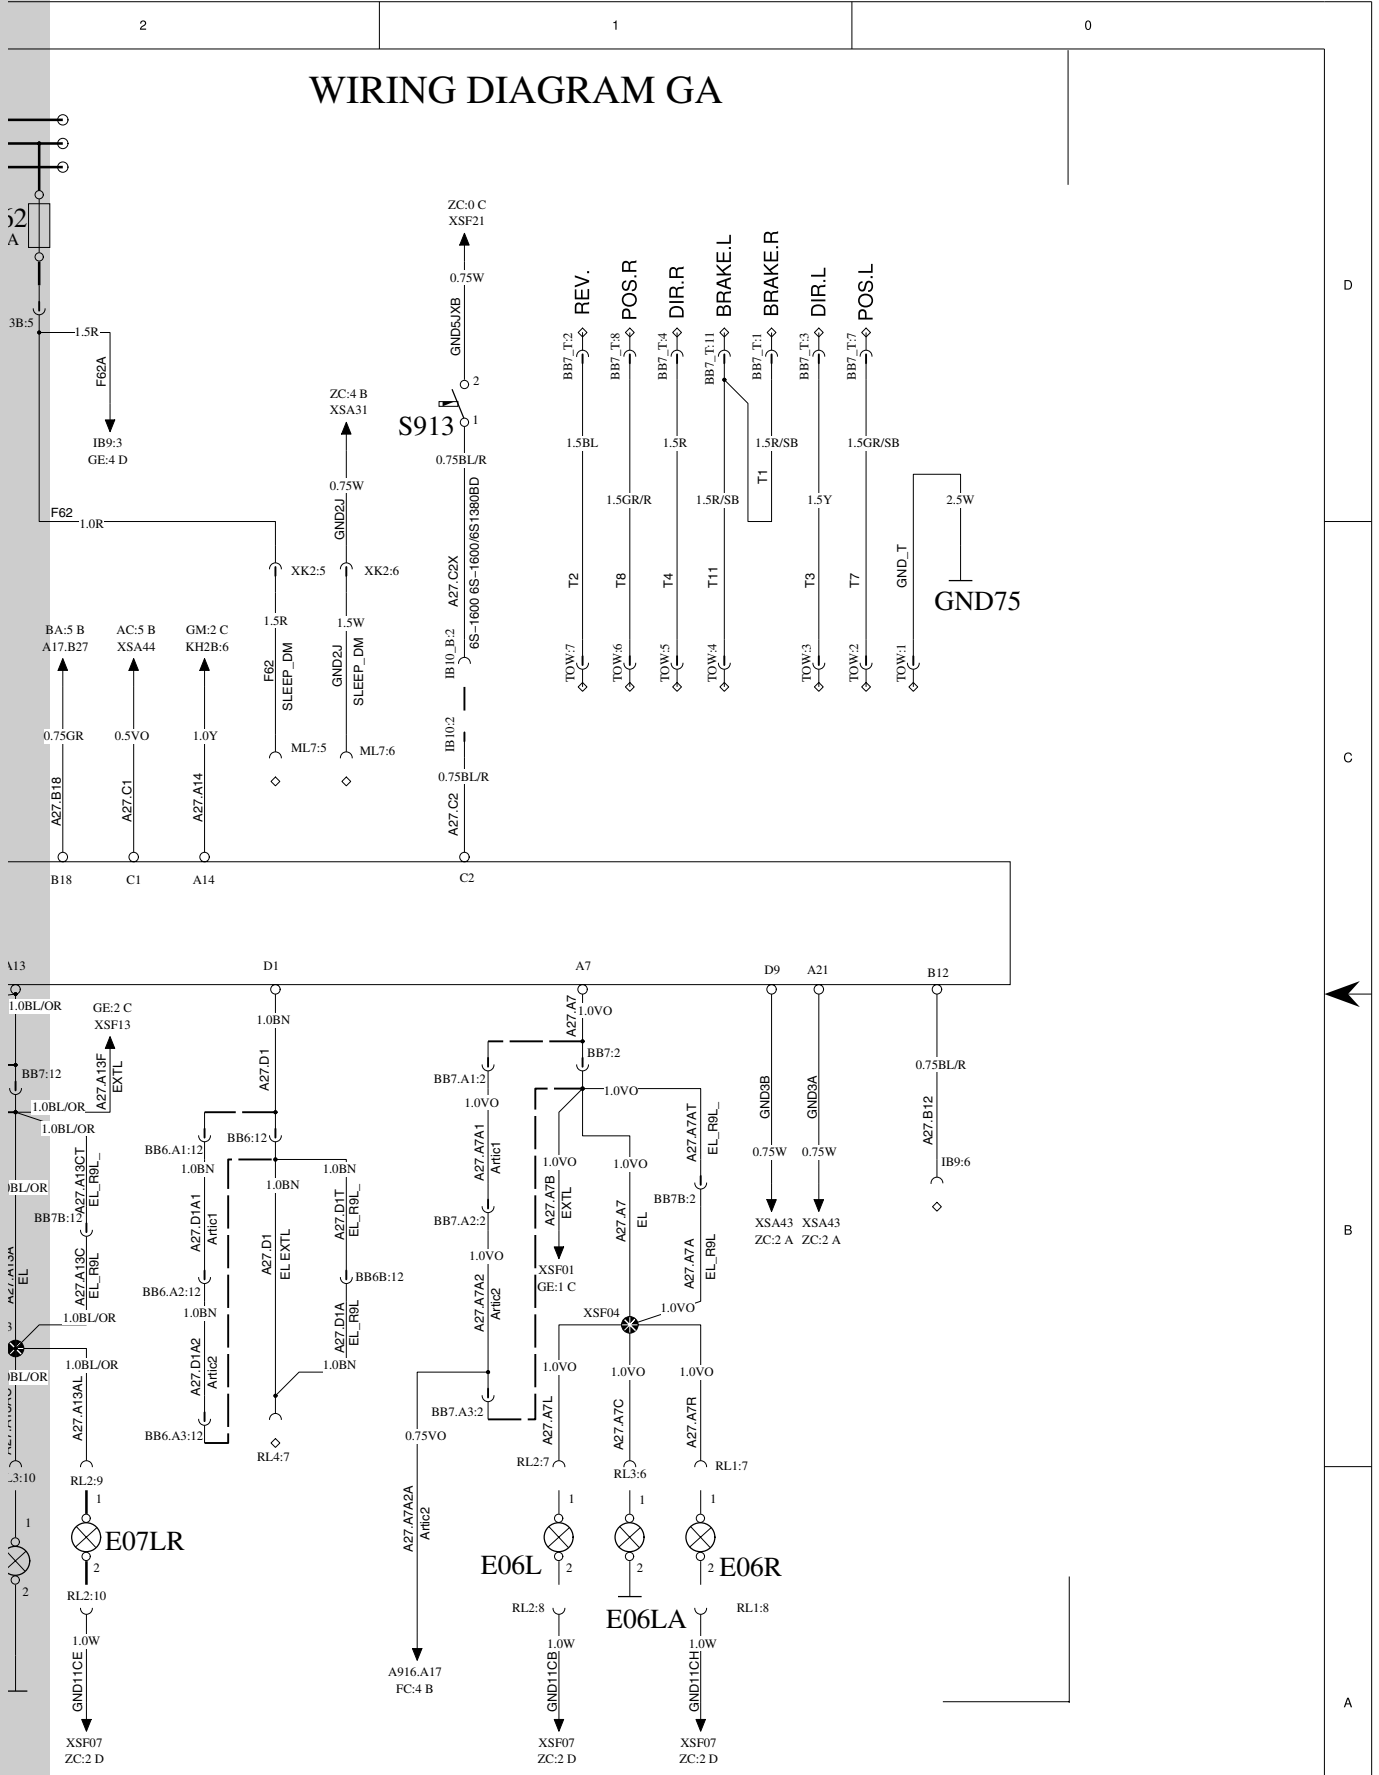 2
1
0
WIRING DIAGRAM GA
62
A
3B:5
1.5R
F62A
IB9:3
GE:4 D
F62
1.0R
ZC:0 C
XSF21
0.75W
GND5JXB
2
S913
1
0.75BL/R
6S-1600 6S-1600/6S1380BD
A27.C2X
IB10_B:2
IB10:2
0.75BL/R
A27.C2
C2
ZC:4 B
XSA31
0.75W
GND2J
XK2:5
XK2:6
1.5R
1.5W
F62
SLEEP_DM
GND2J
SLEEP_DM
ML7:5
ML7:6
REV.
POS.R
DIR.R
BRAKE.L
BRAKE.R
DIR.L
POS.L
BB7_T:2
BB7_T:8
BB7_T:4
BB7_T:11
BB7_T:1
BB7_T:3
BB7_T:7
1.5BL
1.5R
1.5R/SB
1.5GR/SB
T1
1.5GR/R
1.5R/SB
1.5Y
2.5W
T2
T8
T4
T11
T3
T7
GND_T
GND75
TOW:7
TOW:6
TOW:5
TOW:4
TOW:3
TOW:2
TOW:1
D
C
B
A
BA:5 B
A17.B27
AC:5 B
XSA44
GM:2 C
KH2B:6
0.75GR
0.5VO
1.0Y
A27.B18
A27.C1
A27.A14
B18
C1
A14
A13
D1
A7
D9
A21
B12
1.0BL/OR
GE:2 C
XSF13
A27.A13F
EXTL
BB7:12
1.0BL/OR
1.0BL/OR
A27.A13CT
EL_R9L_
BB7B:12
A27.A13C
EL_R9L
1.0BL/OR
A27.A13A
EL
1.0BL/OR
A27.A13AL
L3:10
RL2:9
1
E07LR
2
RL2:10
1.0W
GND11CE
XSF07
ZC:2 D
1
2
1.0BN
A27.D1
BB6.A1:12
BB6:12
1.0BN
1.0BN
1.0BN
A27.D1A1
Artic1
A27.D1
EL EXTL
A27.D1T
EL_R9L_
BB6.A2:12
BB6B:12
1.0BN
A27.D1A2
Artic2
A27.D1A
EL_R9L
1.0BN
BB6.A3:12
RL4:7
A27.A7
1.0VO
BB7:2
BB7.A1:2
1.0VO
1.0VO
A27.A7A1
Artic1
1.0VO
A27.A7B
EXTL
1.0VO
A27.A7
EL
A27.A7AT
EL_R9L_
BB7B:2
BB7.A2:2
1.0VO
A27.A7A2
Artic2
XSF01
GE:1 C
A27.A7A
EL_R9L
1.0VO
XSF04
BB7.A3:2
0.75VO
A27.A7A2A
Artic2
A916.A17
FC:4 B
1.0VO
1.0VO
1.0VO
A27.A7L
A27.A7C
A27.A7R
RL2:7
RL3:6
RL1:7
1
1
1
E06L
E06LA
E06R
2
2
2
RL2:8
RL1:8
1.0W
1.0W
GND11CB
GND11CH
XSF07
ZC:2 D
XSF07
ZC:2 D
GND3B
GND3A
0.75W
0.75W
XSA43
ZC:2 A
XSA43
ZC:2 A
0.75BL/R
A27.B12
IB9:6